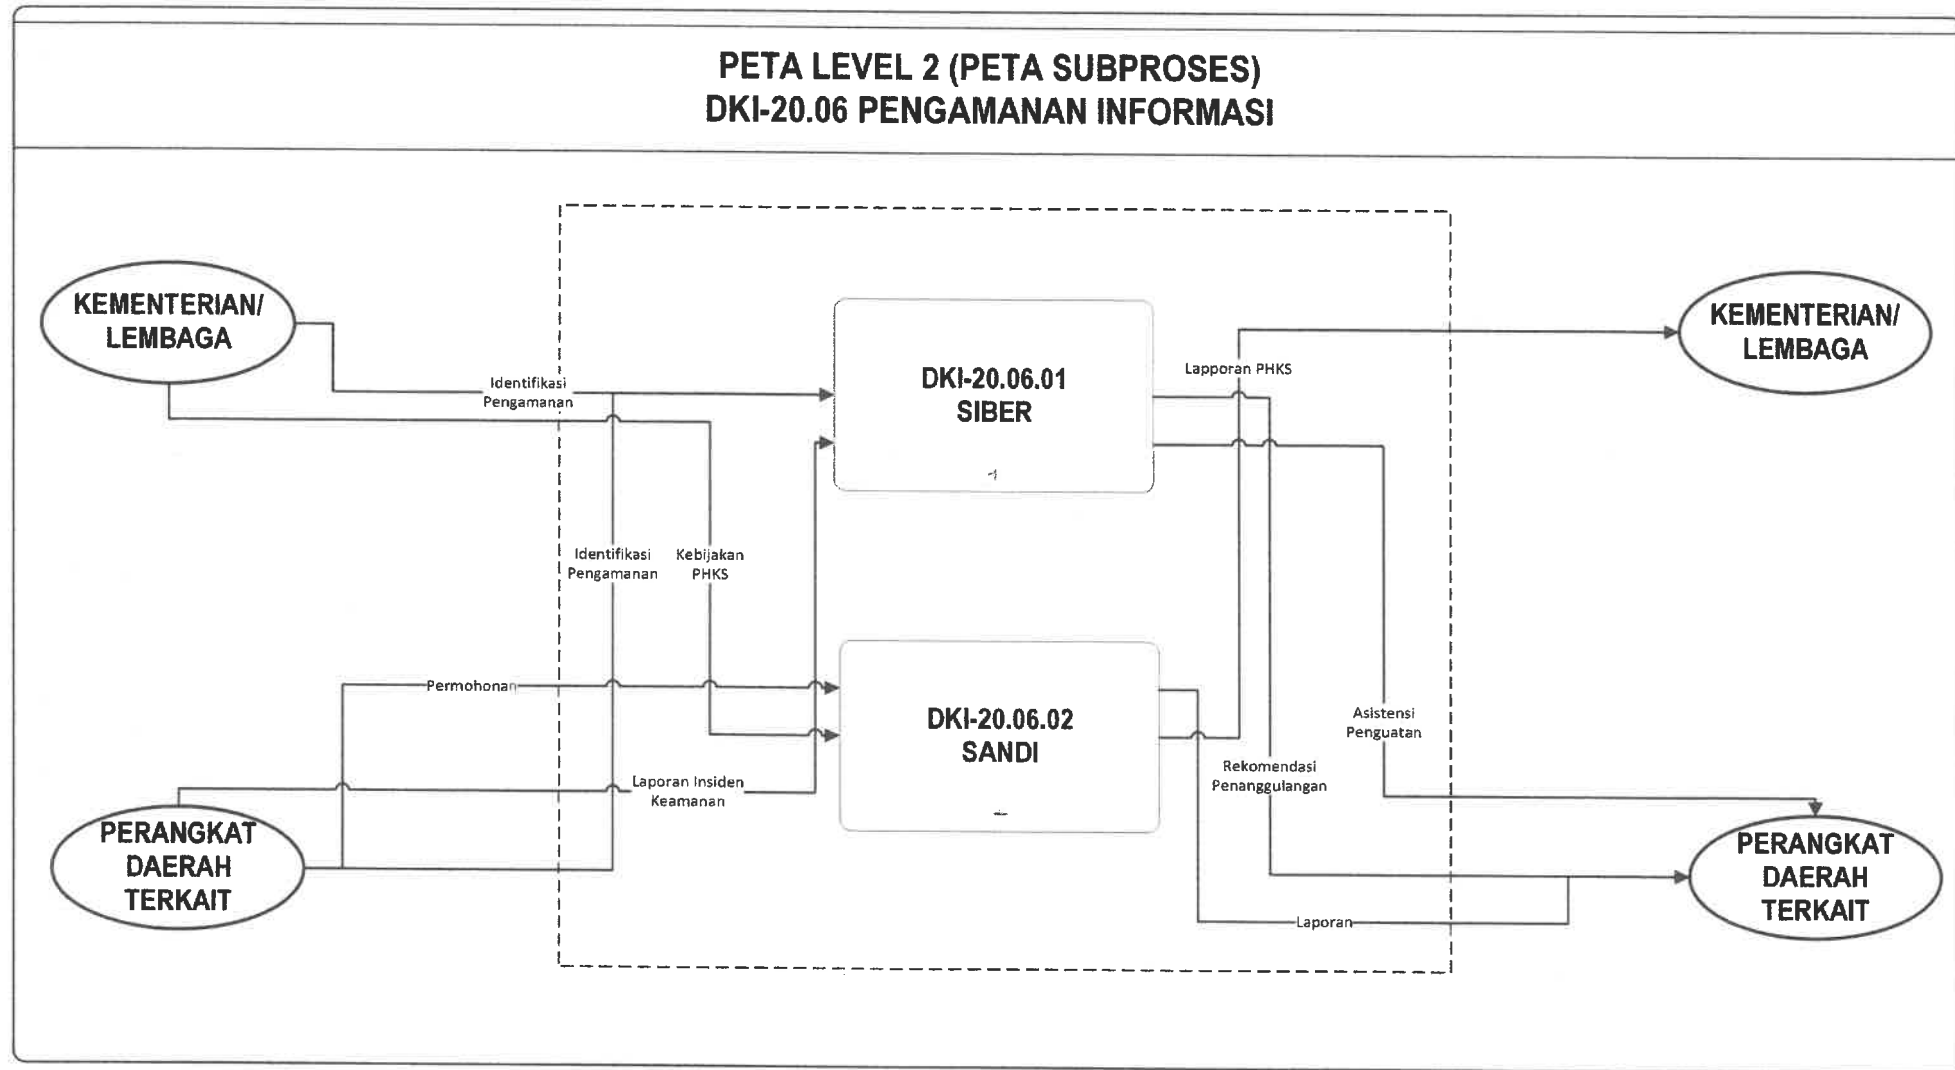 PETA LEVEL 2 (PETA SUBPROSES)
DKI-20.06 PENGAMANAN INFORMASI
KEMENTERIAN/
LEMBAGA
Identifikasi
Pengamanan
DKI-20.06.01
SIBER
Lapporan PHKS
KEMENTERIAN/
LEMBAGA
Identifikasi
Pengamanan
Kebijakan
PHKS
Permohonan
DKI-20.06.02
SANDI
Asistensi
Penguatan
Rekomendasi
Penanggulangan
Laporan Insiden
Keamanan
PERANGKAT
DAERAH
TERKAIT
Laporan
PERANGKAT
DAERAH
TERKAIT